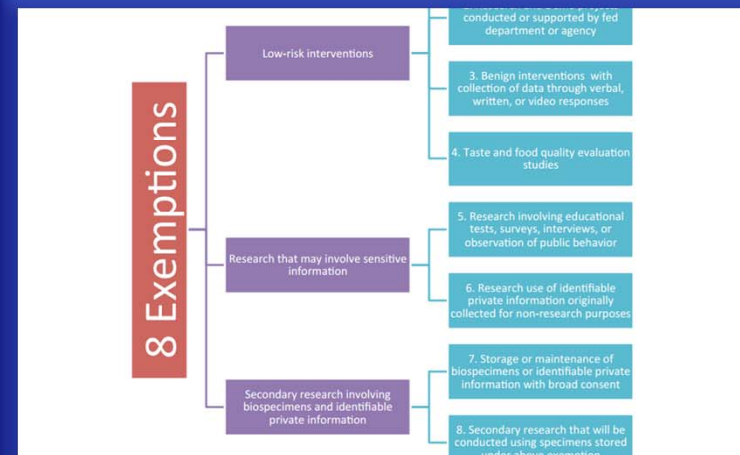 8 Exemptions
Low-risk interventions
conducted or supported by fed
department or agency
3. Benign interventions with
collection of data through verbal,
written, or video responses
4. Taste and food quality evaluation
studies
Research that may involve sensitive
information
5. Research involving educational
tests, surveys, interviews, or
observation of public behavior
6. Research use of identifiable
private information originally
collected for non-research purposes
Secondary research involving
biospecimens and identifiable
private information
7. Storage or maintenance of
biospecimens or identifiable private
information with broad consent
8. Secondary research that will be
conducted using specimens stored
under above exemption